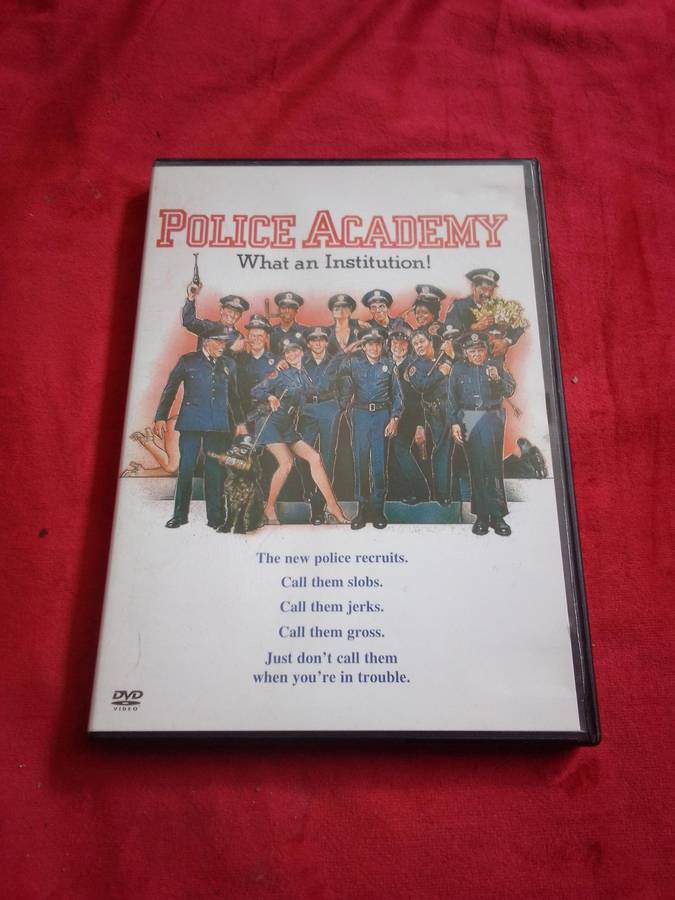 POLICE ACADEMY
What an Institution!
The new police recruits.
Call them slobs.
Call them jerks.
Call them gross.
Just don't call them
when you're in trouble.
DVD
VIDEO